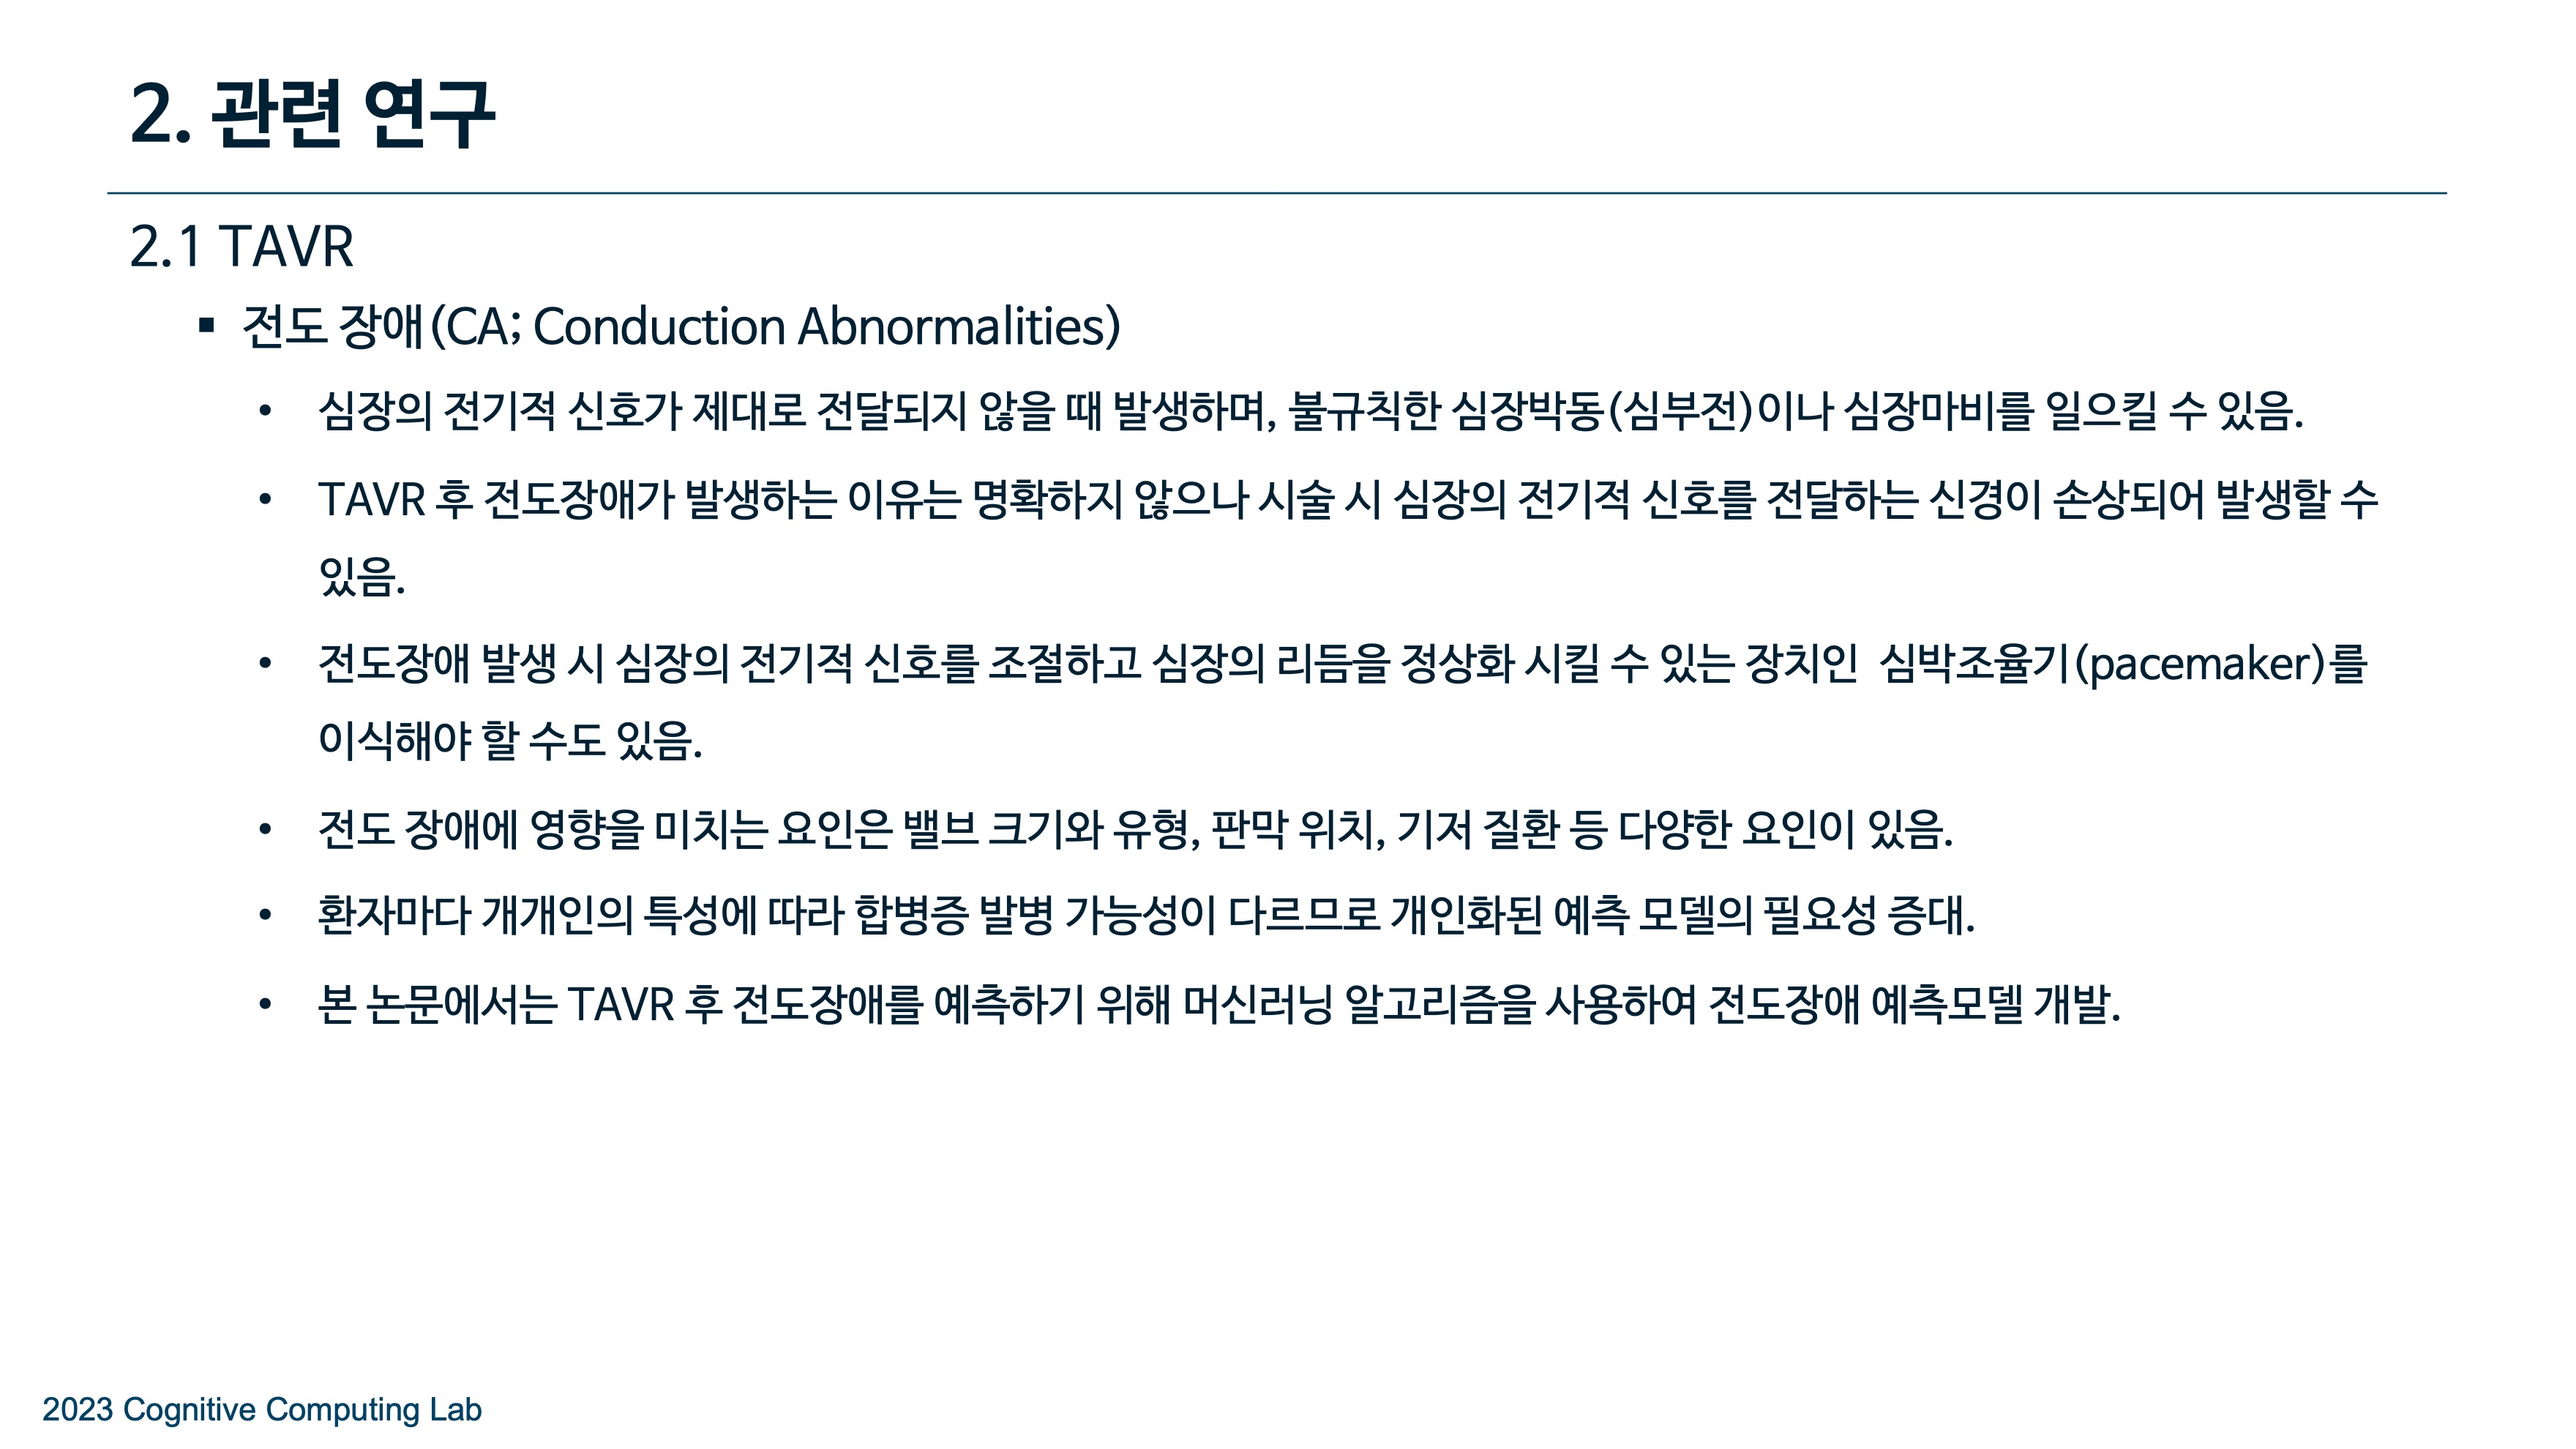 2. 관련 연구
2.1 TAVR
▪ 전도 장애(CA; Conduction Abnormalities)
• 심장의 전기적 신호가 제대로 전달되지 않을 때 발생하며, 불규칙한 심장박동(심부전)이나 심장마비를 일으킬 수 있음.
• TAVR 후 전도장애가 발생하는 이유는 명확하지 않으나 시술 시 심장의 전기적 신호를 전달하는 신경이 손상되어 발생할 수
있음.
• 전도장애 발생 시 심장의 전기적 신호를 조절하고 심장의 리듬을 정상화 시킬 수 있는 장치인 심박조율기(pacemaker)를
이식해야 할 수도 있음.
• 전도 장애에 영향을 미치는 요인은 밸브 크기와 유형, 판막 위치, 기저 질환 등 다양한 요인이 있음.
• 환자마다 개개인의 특성에 따라 합병증 발병 가능성이 다르므로 개인화된 예측 모델의 필요성 증대.
• 본 논문에서는 TAVR 후 전도장애를 예측하기 위해 머신러닝 알고리즘을 사용하여 전도장애 예측모델 개발.
2023 Cognitive Computing Lab